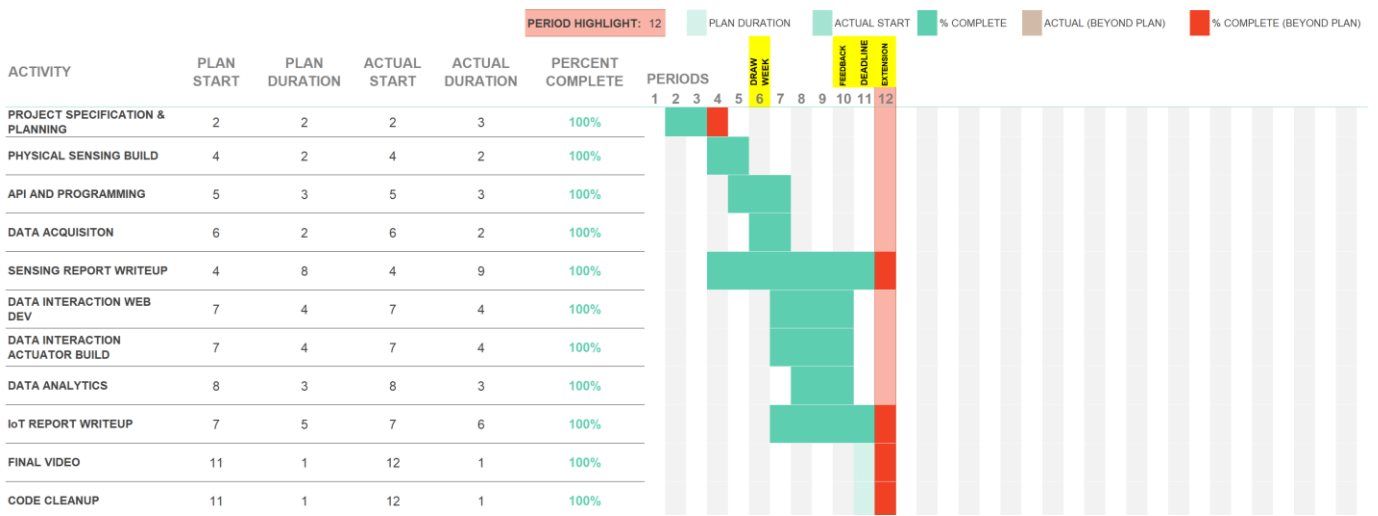 PERIOD HIGHLIGHT: 12 PLAN DURATION ACTUAL START % COMPLETE ACTUAL (BEYOND PLAN) % COMPLETE (BEYOND PLAN)
ACTIVITY
PLAN
START
PLAN
DURATION
ACTUAL
START
ACTUAL
DURATION
PERCENT
COMPLETE
PERIODS
DRAW
WEEK
FEEDBACK
DEADLINE
EXTENSION
1 2 3 4 5 6 7 8 9 10 11 12
PROJECT SPECIFICATION &
PLANNING
2 2 2 3 100%
PHYSICAL SENSING BUILD 4 2 4 2 100%
API AND PROGRAMMING 5 3 5 3 100%
DATA ACQUISITON 6 2 6 2 100%
SENSING REPORT WRITEUP 4 8 4 9 100%
DATA INTERACTION WEB
DEV
7 4 7 4 100%
DATA INTERACTION
ACTUATOR BUILD
7 4 7 4 100%
DATA ANALYTICS 8 3 8 3 100%
IoT REPORT WRITEUP 7 5 7 6 100%
FINAL VIDEO 11 1 12 1 100%
CODE CLEANUP 11 1 12 1 100%